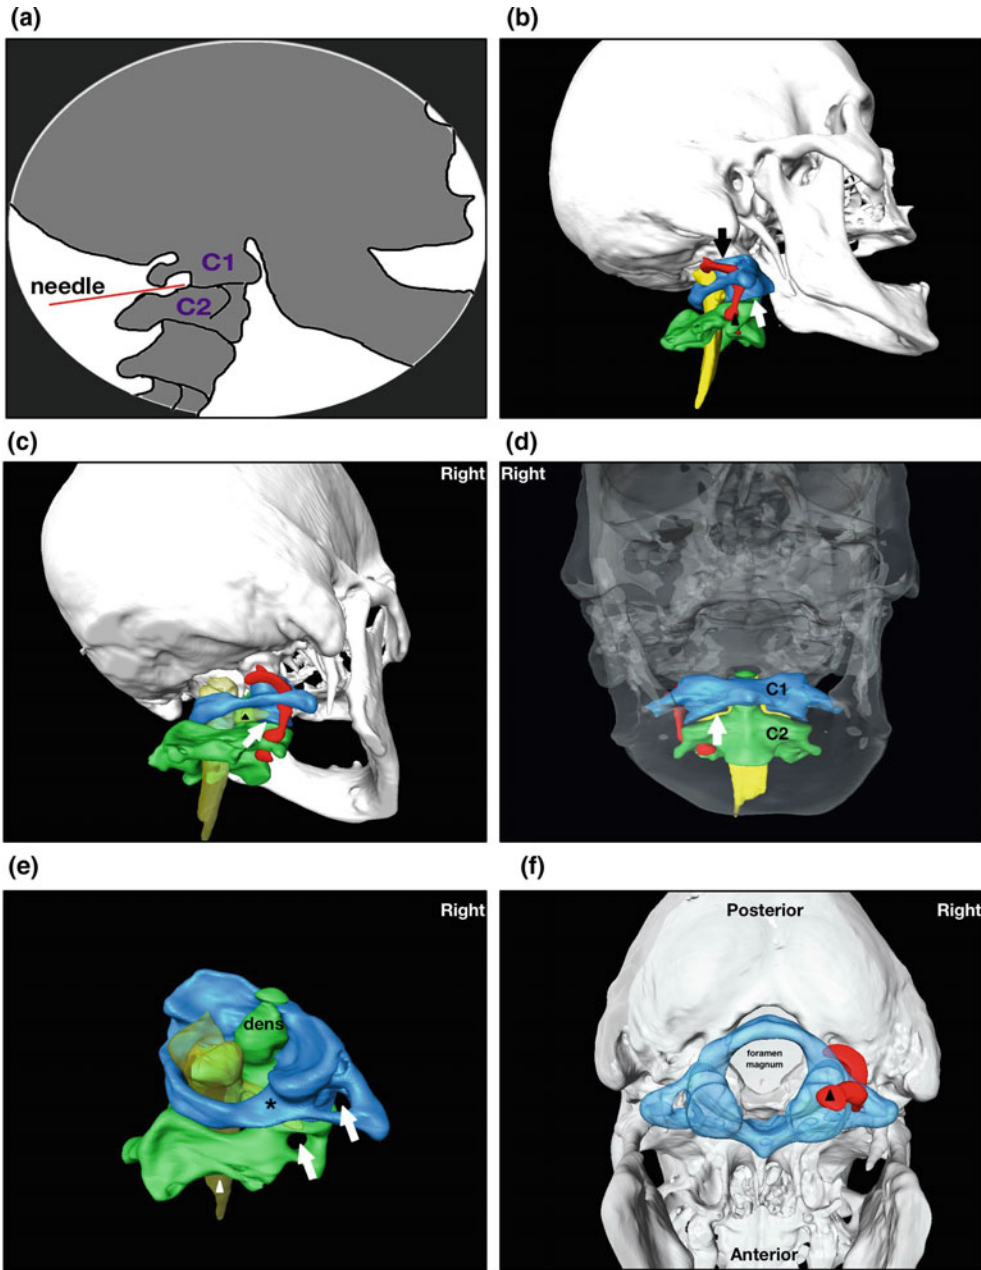 (a)
(b)
C1
needle
C2
(c)
Right
(d)
Right
C1
C2
(e)
Right
dens
*
(f)
Posterior
Right
foramen
magnum
Anterior